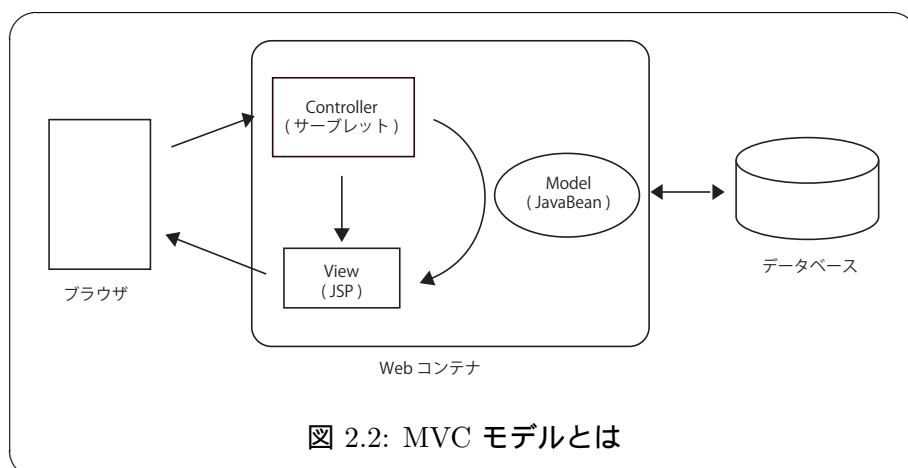 Controller
( サーブレット )
Model
( JavaBean )
View
( JSP )
ブラウザ
データベース
Web コンテナ
図 2.2: MVC モデルとは